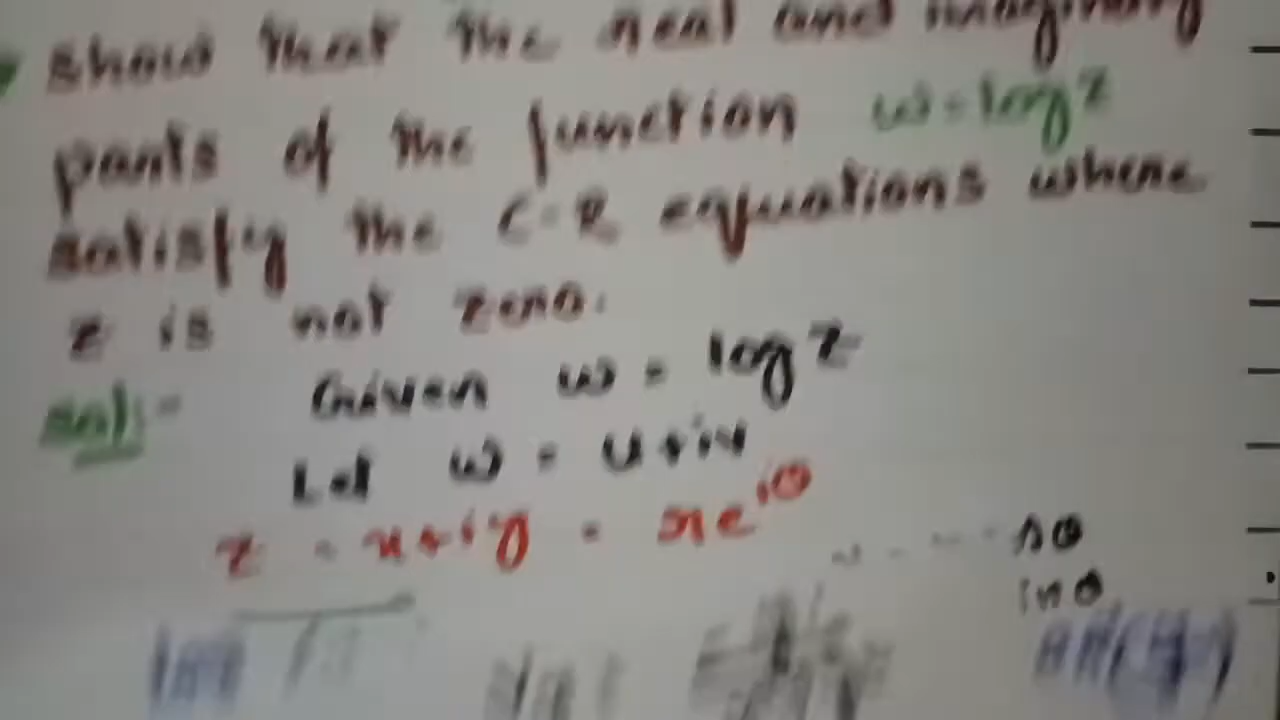 show that the real and imaginary
parts of the function w = log z
satisfy the C-R equations when
z is not zero.
sol:- Given w = log z
Let w = u+iv
z = x+iy = re^{iθ}